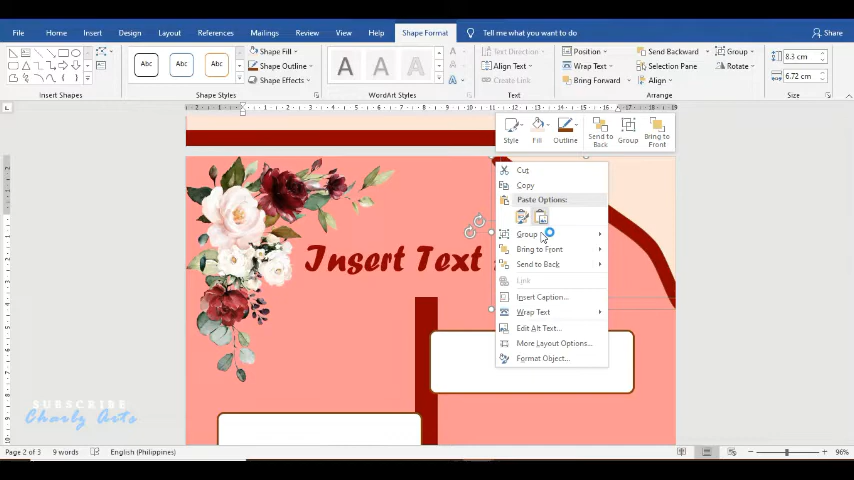 File Home Insert Draw Layout References Mailings Review View Help Shape Format Tell me what you want to do Share
Abc Abc Abc
Shape Fill
Shape Outline
Shape Effects
A A A
Text Direction
Align Text
Create Link
Position
Wrap Text
Bring Forward
Send Backward
Selection Pane
Align
Group
Rotate
8.3 cm
6.72 cm
Insert Shapes Shape Styles WordArt Styles Text Arrange Size
Style Fill Outline Send to Back Group Bring to Front
Cut
Copy
Paste Options:
Group
Bring to Front
Send to Back
Link
Insert Caption...
Wrap Text
Edit Alt Text...
More Layout Options...
Format Object...
Insert Text
SUBSCRIBE
Charly Arts
Page 2 of 3 9 words English (Philippines) 96%